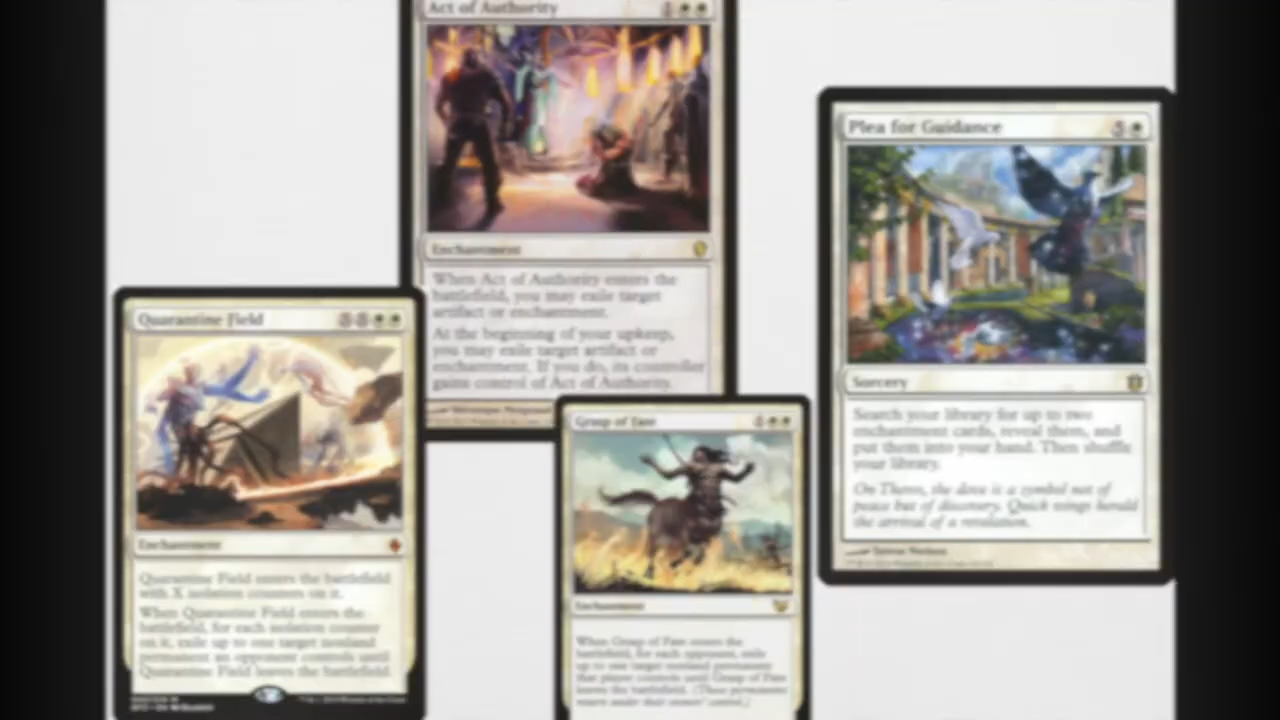 Act of Authority
Enchantment
When Act of Authority enters the
battlefield, you may exile target
artifact or enchantment.
At the beginning of your upkeep,
you may exile target artifact or
enchantment. If you do, its controller
gains control of Act of Authority.
Plea for Guidance
5
Sorcery
Search your library for up to two
enchantment cards, reveal them, and
put them into your hand. Then shuffle
your library.
On Theros, the dove is a symbol not of
peace but of discovery. Quick wings herald
the arrival of a revelation.
Quarantine Field
X X
Enchantment
Quarantine Field enters the battlefield
with X isolation counters on it.
When Quarantine Field enters the
battlefield, for each isolation counter
on it, exile up to one target nonland
permanent an opponent controls until
Quarantine Field leaves the battlefield.
Grasp of Fate
Enchantment
When Grasp of Fate enters the
battlefield, for each opponent, exile
up to one target nonland permanent
that player controls until Grasp of Fate
leaves the battlefield. (Those permanents
return under their owners' control.)